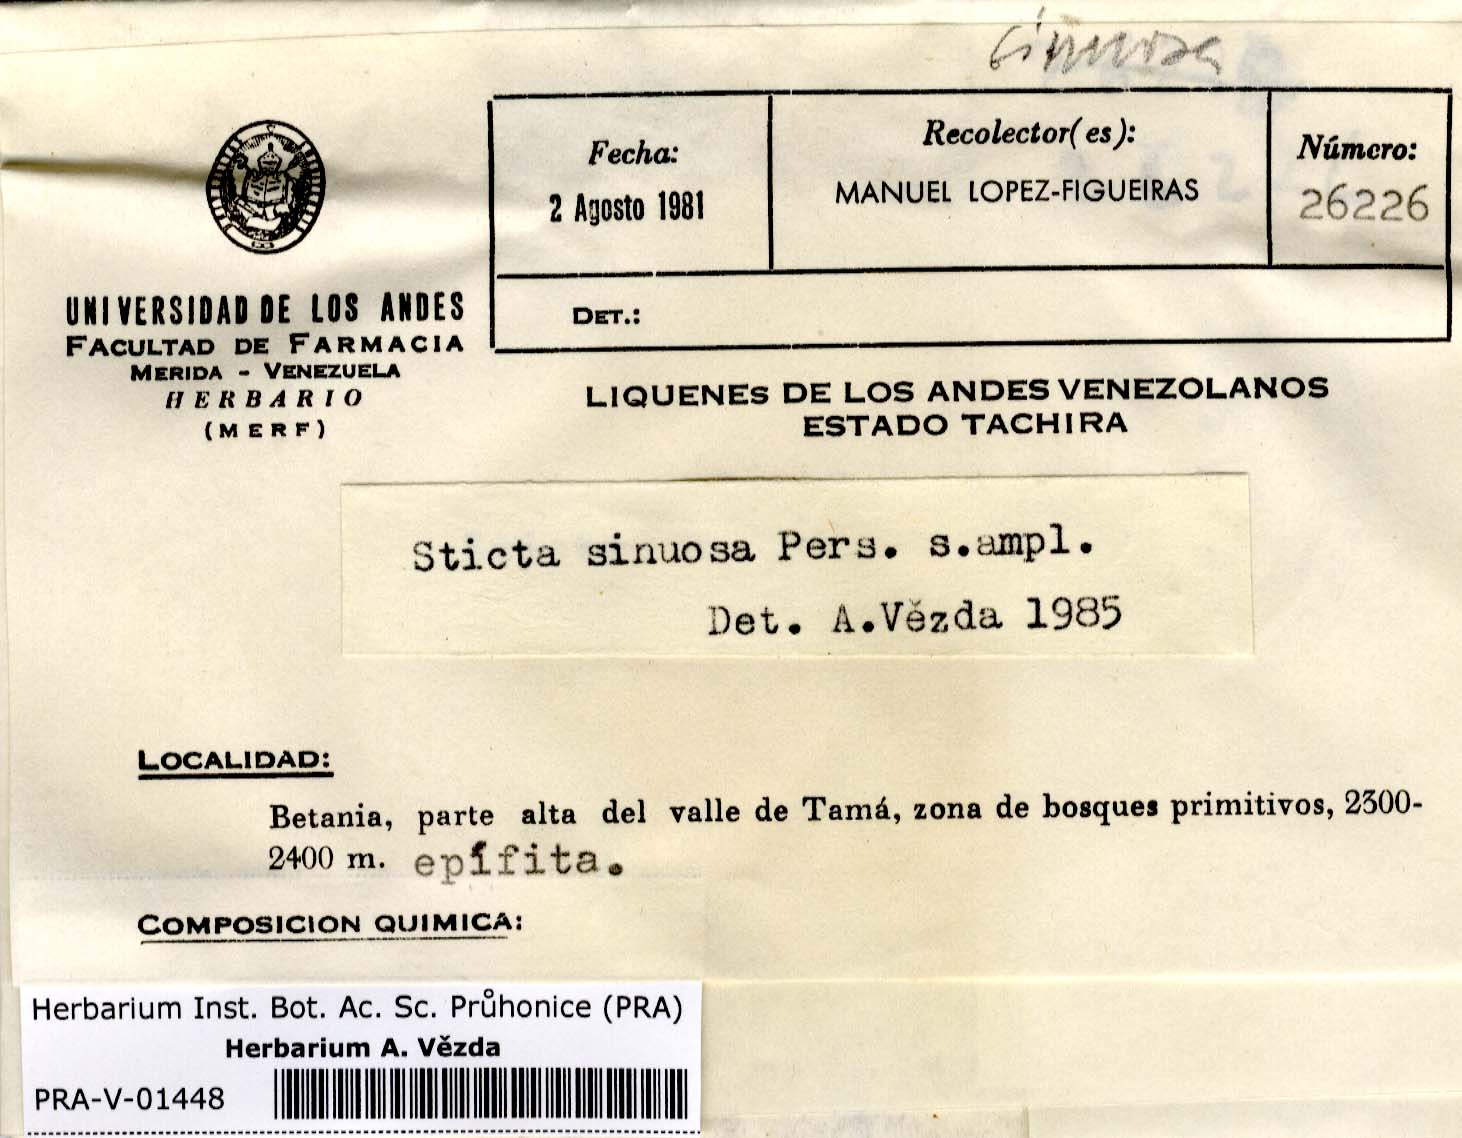 sinuosa
Fecha:
2 Agosto 1981
Recolector(es):
MANUEL LOPEZ-FIGUEIRAS
Número:
26226
DET.:
UNIVERSIDAD DE LOS ANDES
FACULTAD DE FARMACIA
MERIDA - VENEZUELA
HERBARIO
(MERF)
LIQUENES DE LOS ANDES VENEZOLANOS
ESTADO TACHIRA
Sticta sinuosa Pers. s.ampl.
Det. A.Vězda 1985
LOCALIDAD:
Betania, parte alta del valle de Tamá, zona de bosques primitivos, 2300-
2400 m. epífita.
COMPOSICION QUIMICA:
Herbarium Inst. Bot. Ac. Sc. Průhonice (PRA)
Herbarium A. Vězda
PRA-V-01448